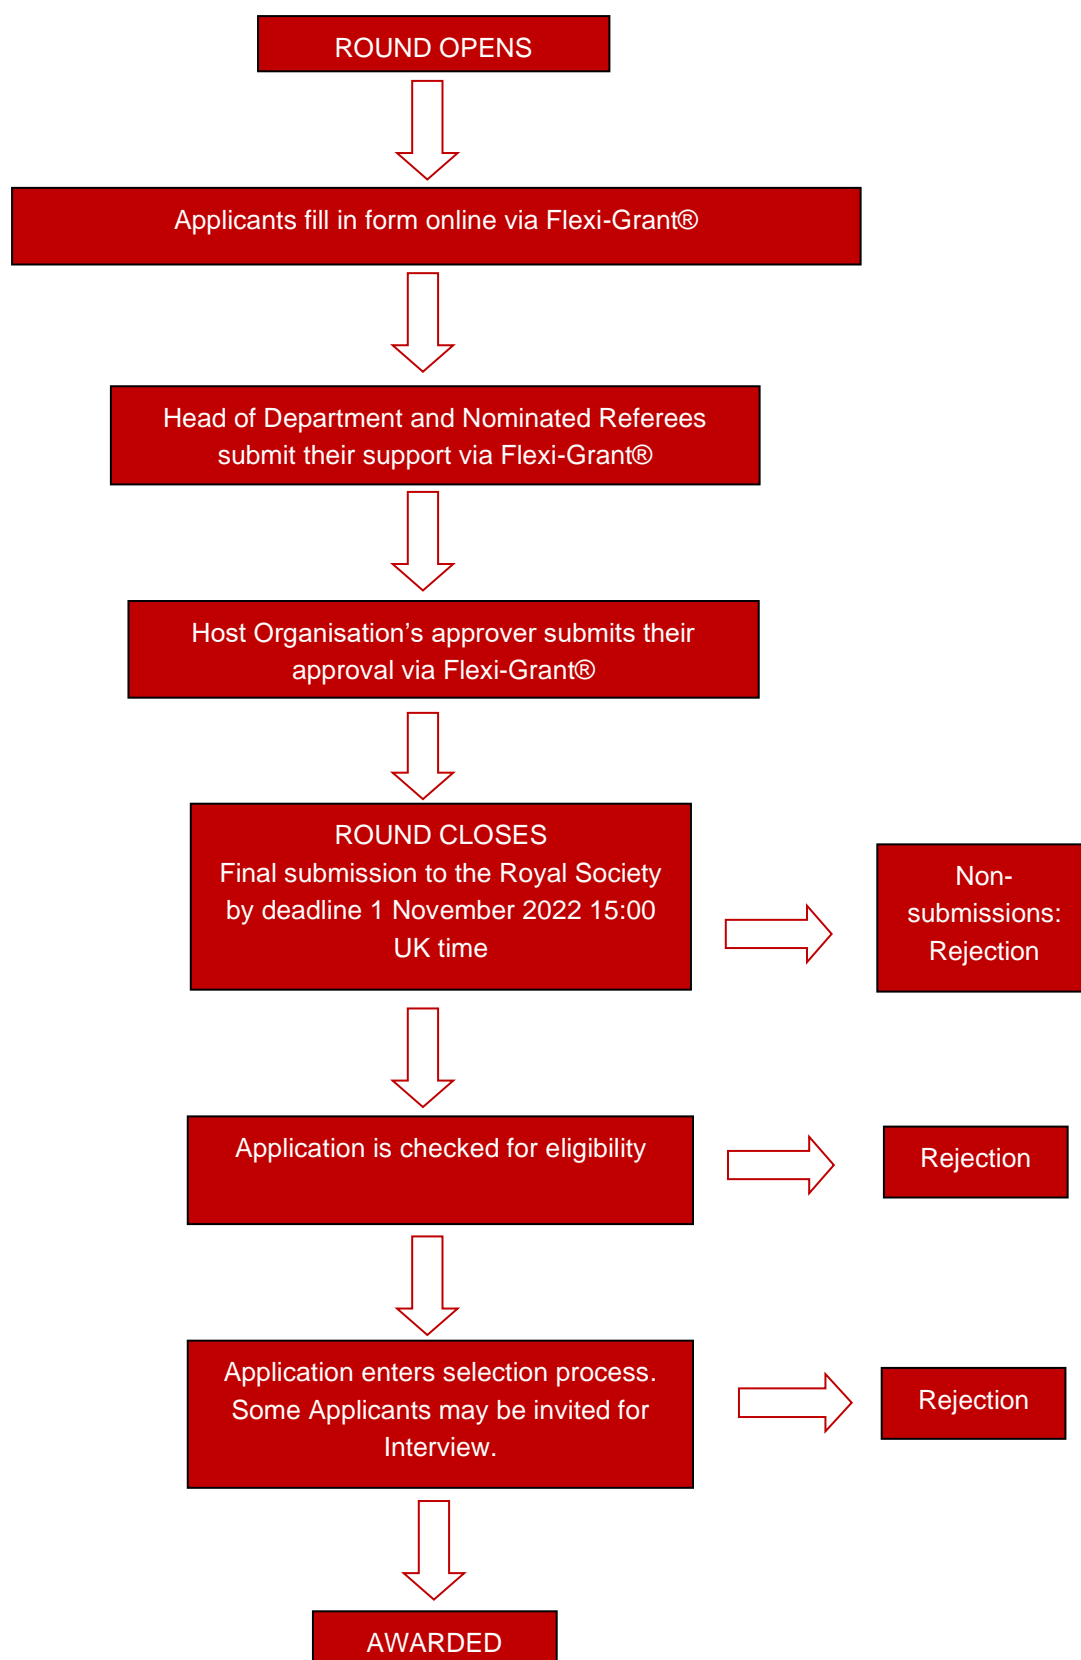 ROUND OPENS
Applicants fill in form online via Flexi-Grant®
Head of Department and Nominated Referees
submit their support via Flexi-Grant®
Host Organisation’s approver submits their
approval via Flexi-Grant®
ROUND CLOSES
Final submission to the Royal Society
by deadline 1 November 2022 15:00
UK time
Non-
submissions:
Rejection
Application is checked for eligibility
Rejection
Application enters selection process.
Some Applicants may be invited for
Interview.
Rejection
AWARDED